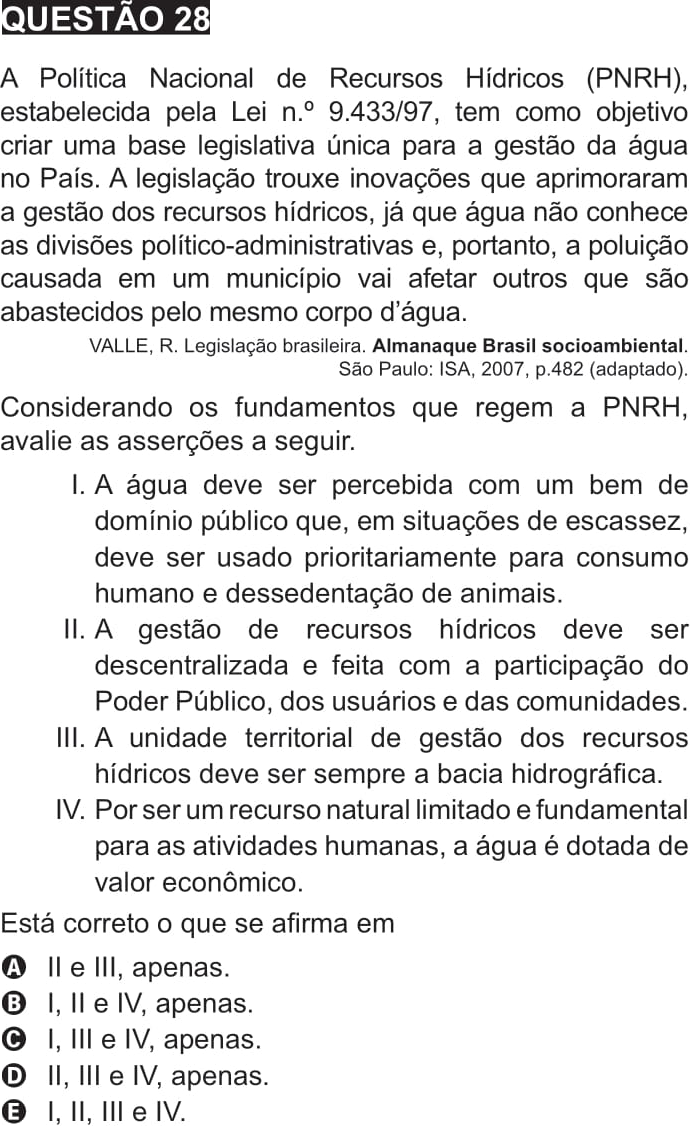 QUESTÃO 28
A Política Nacional de Recursos Hídricos (PNRH),
estabelecida pela Lei n.º 9.433/97, tem como objetivo
criar uma base legislativa única para a gestão da água
no País. A legislação trouxe inovações que aprimoraram
a gestão dos recursos hídricos, já que água não conhece
as divisões político-administrativas e, portanto, a poluição
causada em um município vai afetar outros que são
abastecidos pelo mesmo corpo d’água.
VALLE, R. Legislação brasileira. Almanaque Brasil socioambiental.
São Paulo: ISA, 2007, p.482 (adaptado).
Considerando os fundamentos que regem a PNRH,
avalie as asserções a seguir.
I. A água deve ser percebida com um bem de
domínio público que, em situações de escassez,
deve ser usado prioritariamente para consumo
humano e dessedentação de animais.
II. A gestão de recursos hídricos deve ser
descentralizada e feita com a participação do
Poder Público, dos usuários e das comunidades.
III. A unidade territorial de gestão dos recursos
hídricos deve ser sempre a bacia hidrográfica.
IV. Por ser um recurso natural limitado e fundamental
para as atividades humanas, a água é dotada de
valor econômico.
Está correto o que se afirma em
A II e III, apenas.
B I, II e IV, apenas.
C I, III e IV, apenas.
D II, III e IV, apenas.
E I, II, III e IV.